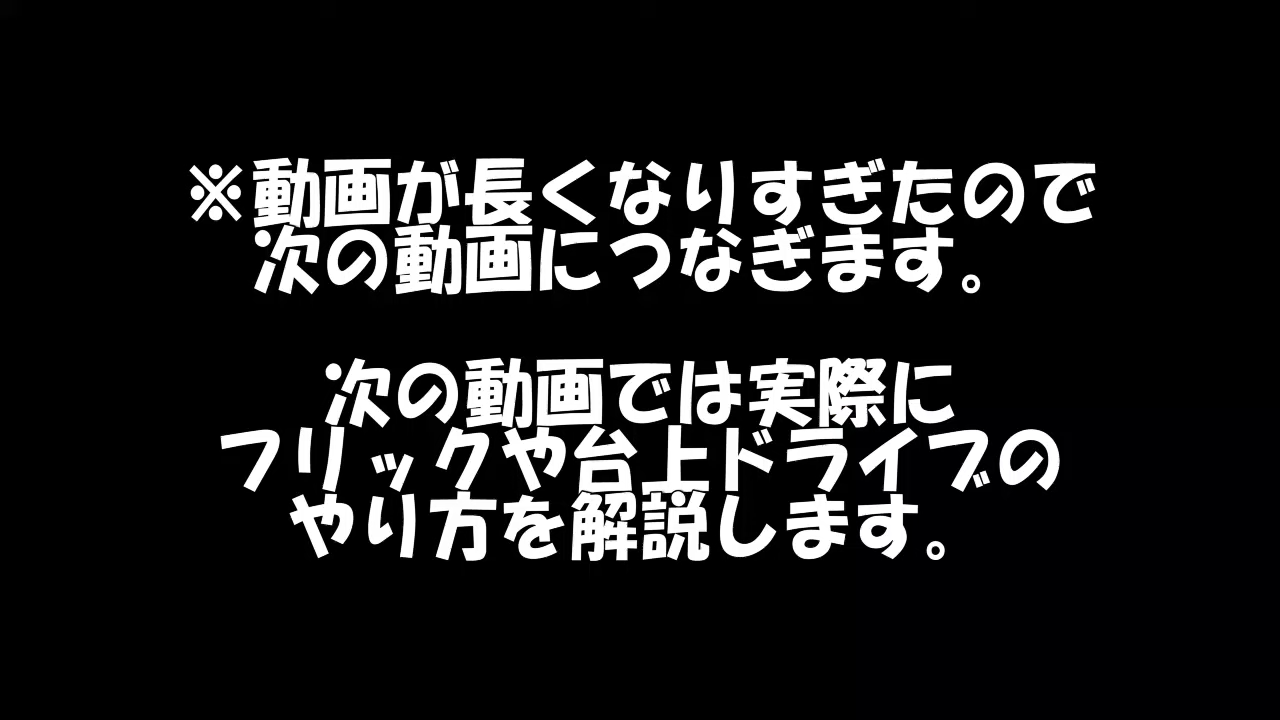 ※動画が長くなりすぎたので
次の動画につなぎます。
次の動画では実際に
フリックや台上ドライブの
やり方を解説します。